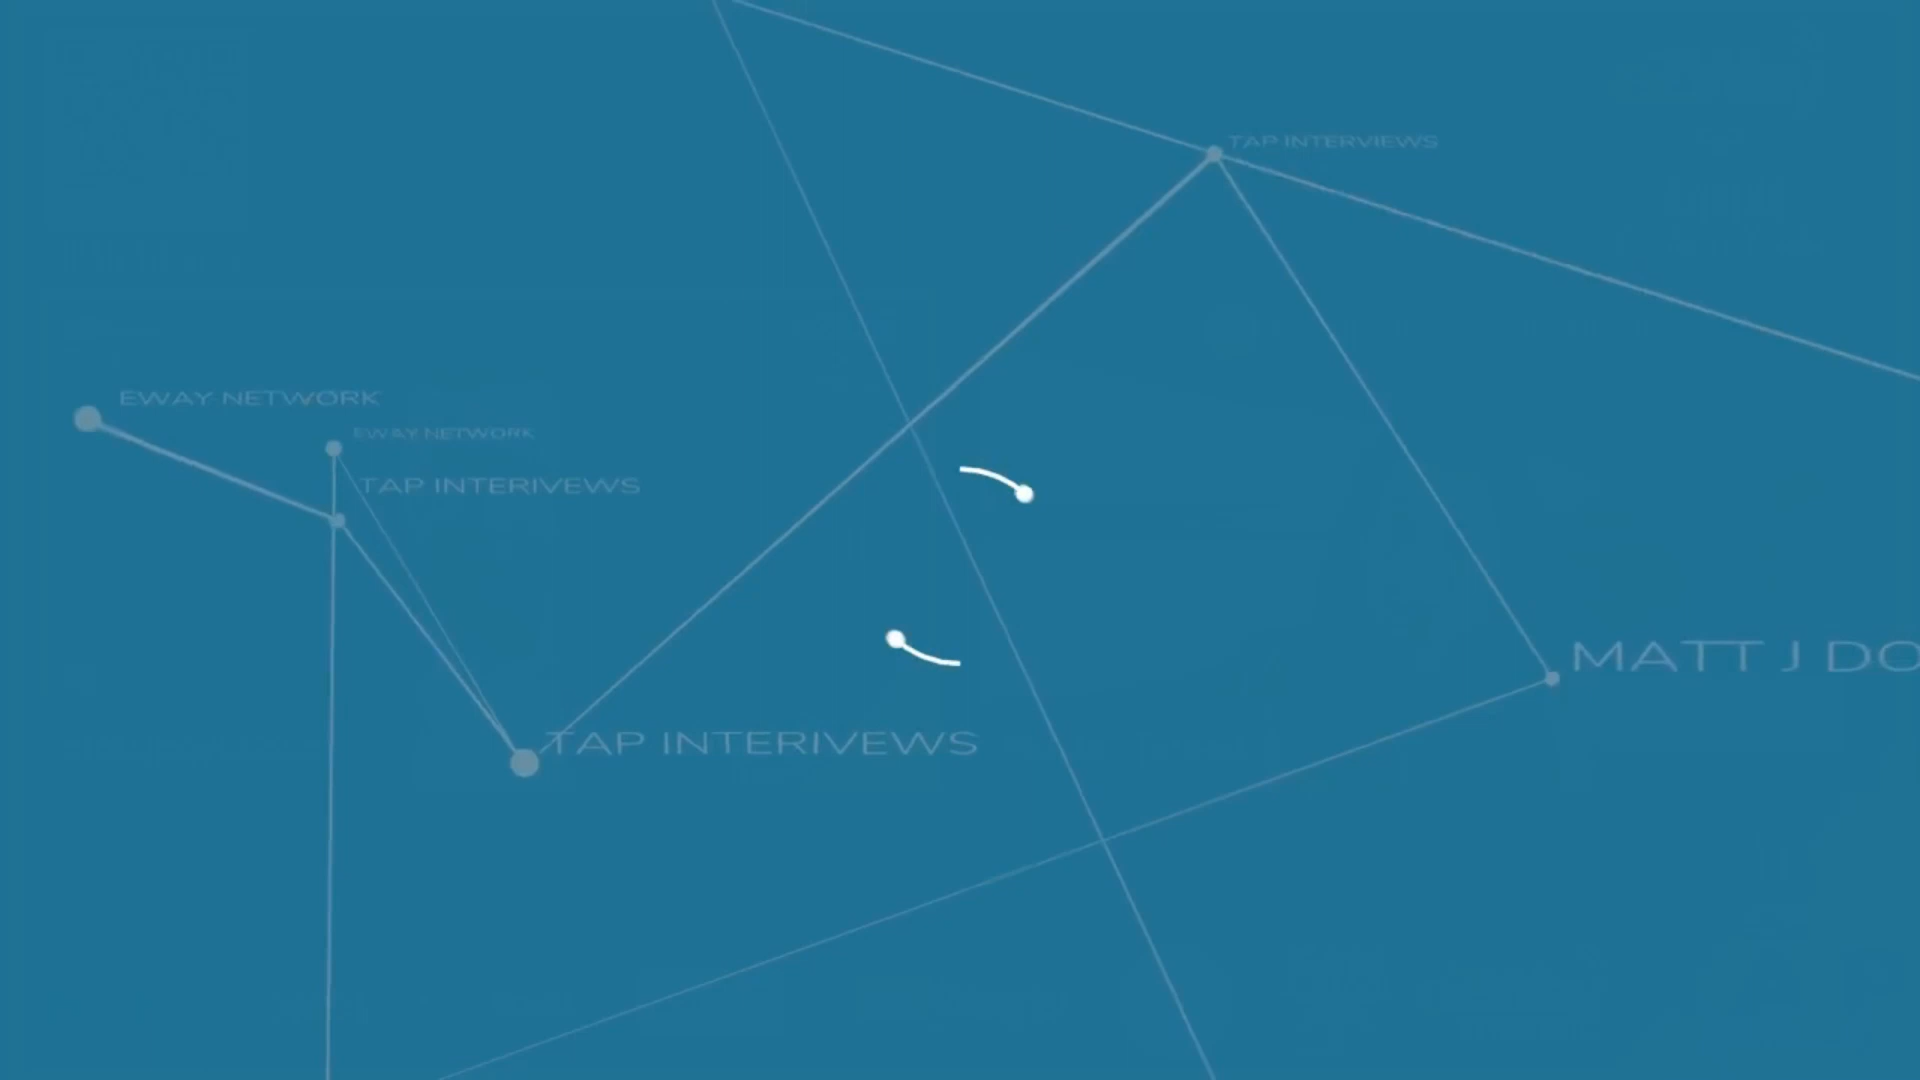 TAP INTERVIEWS
EWAY NETWORK
EWAY NETWORK
TAP INTERIVEWS
MATT J DO
TAP INTERIVEWS